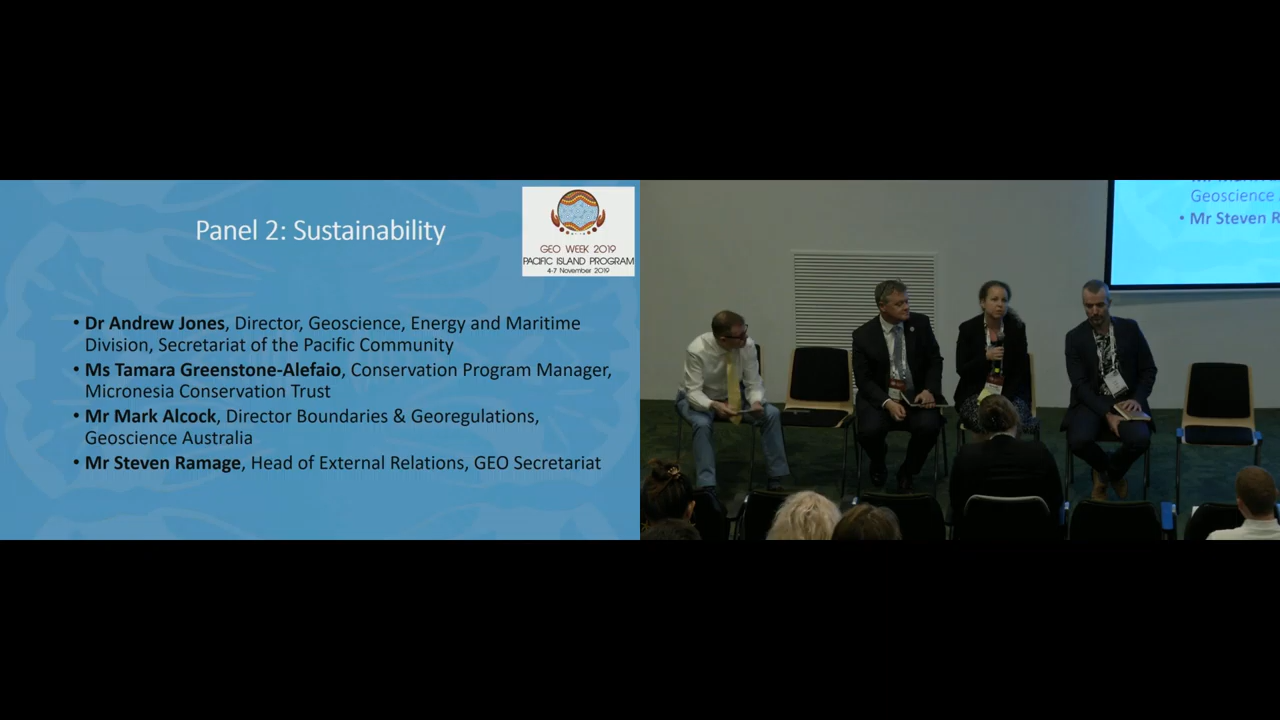 Panel 2: Sustainability
GEO WEEK 2019
PACIFIC ISLAND PROGRAM
4-7 November 2019
• Dr Andrew Jones, Director, Geoscience, Energy and Maritime
Division, Secretariat of the Pacific Community
• Ms Tamara Greenstone-Alefaio, Conservation Program Manager,
Micronesia Conservation Trust
• Mr Mark Alcock, Director Boundaries & Georegulations,
Geoscience Australia
• Mr Steven Ramage, Head of External Relations, GEO Secretariat
Geoscience
• Mr Steven R